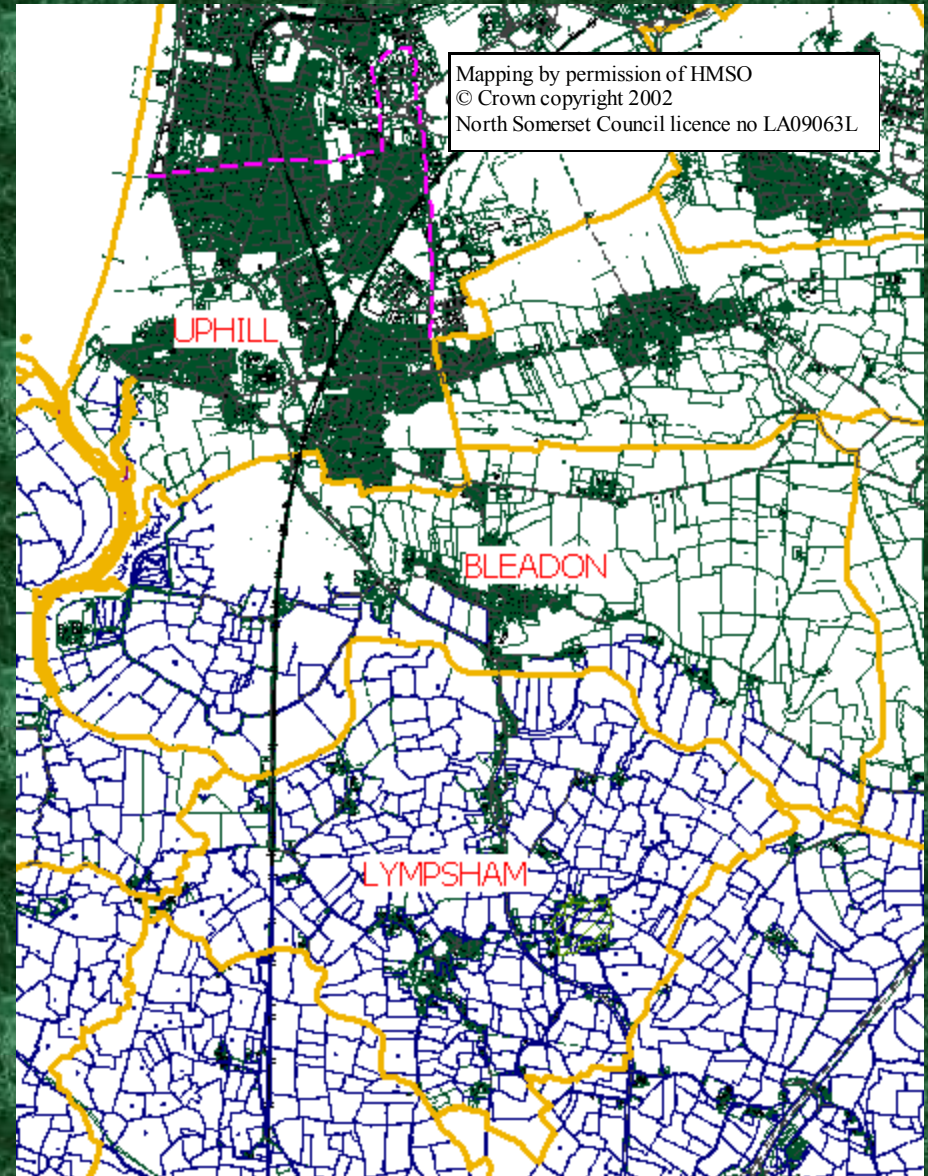 Mapping by permission of HMSO
© Crown copyright 2002
North Somerset Council licence no LA09063L
UPHILL
BLEADON
LYMPSHAM